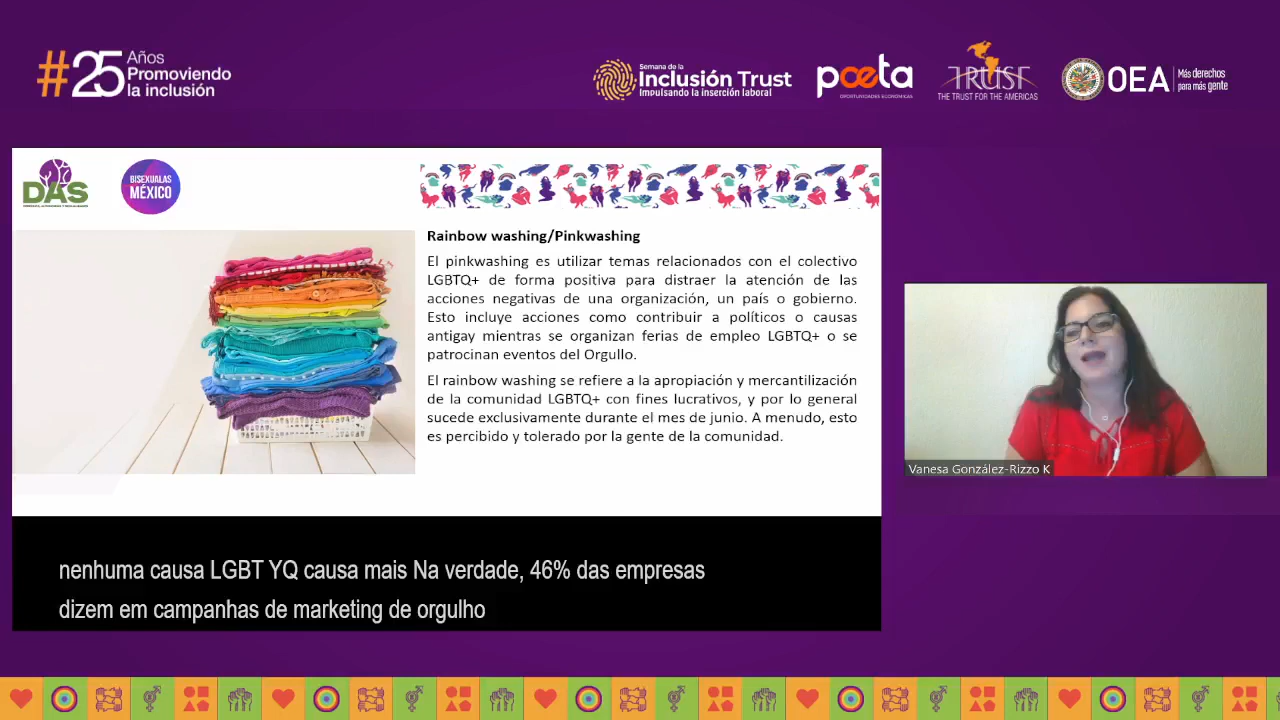 #25 Años
Promoviendo
la inclusión
Semana de la
Inclusión Trust
Impulsando la inserción laboral
poeta
OPORTUNIDADES ECONÓMICAS
TRUST
THE TRUST FOR THE AMERICAS
OEA
Más derechos
para más gente
DAS
BISEXUALAS
MÉXICO
Rainbow washing/Pinkwashing
El pinkwashing es utilizar temas relacionados con el colectivo
LGBTQ+ de forma positiva para distraer la atención de las
acciones negativas de una organización, un país o gobierno.
Esto incluye acciones como contribuir a políticos o causas
antigay mientras se organizan ferias de empleo LGBTQ+ o se
patrocinan eventos del Orgullo.
El rainbow washing se refiere a la apropiación y mercantilización
de la comunidad LGBTQ+ con fines lucrativos, y por lo general
sucede exclusivamente durante el mes de junio. A menudo, esto
es percibido y tolerado por la gente de la comunidad.
Vanesa González-Rizzo K
nenhuma causa LGBT YQ causa mais Na verdade, 46% das empresas
dizem em campanhas de marketing de orgulho